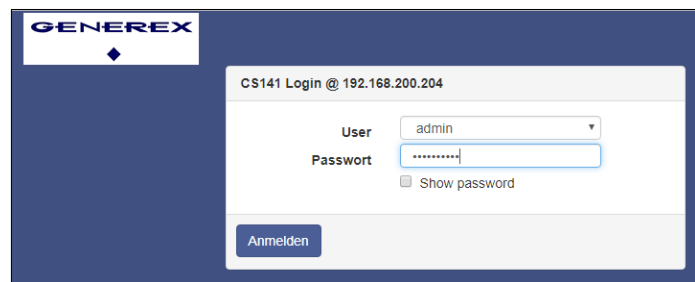 GENEREX
CS141 Login @ 192.168.200.204
User admin
Passwort ••••••••••
Show password
Anmelden